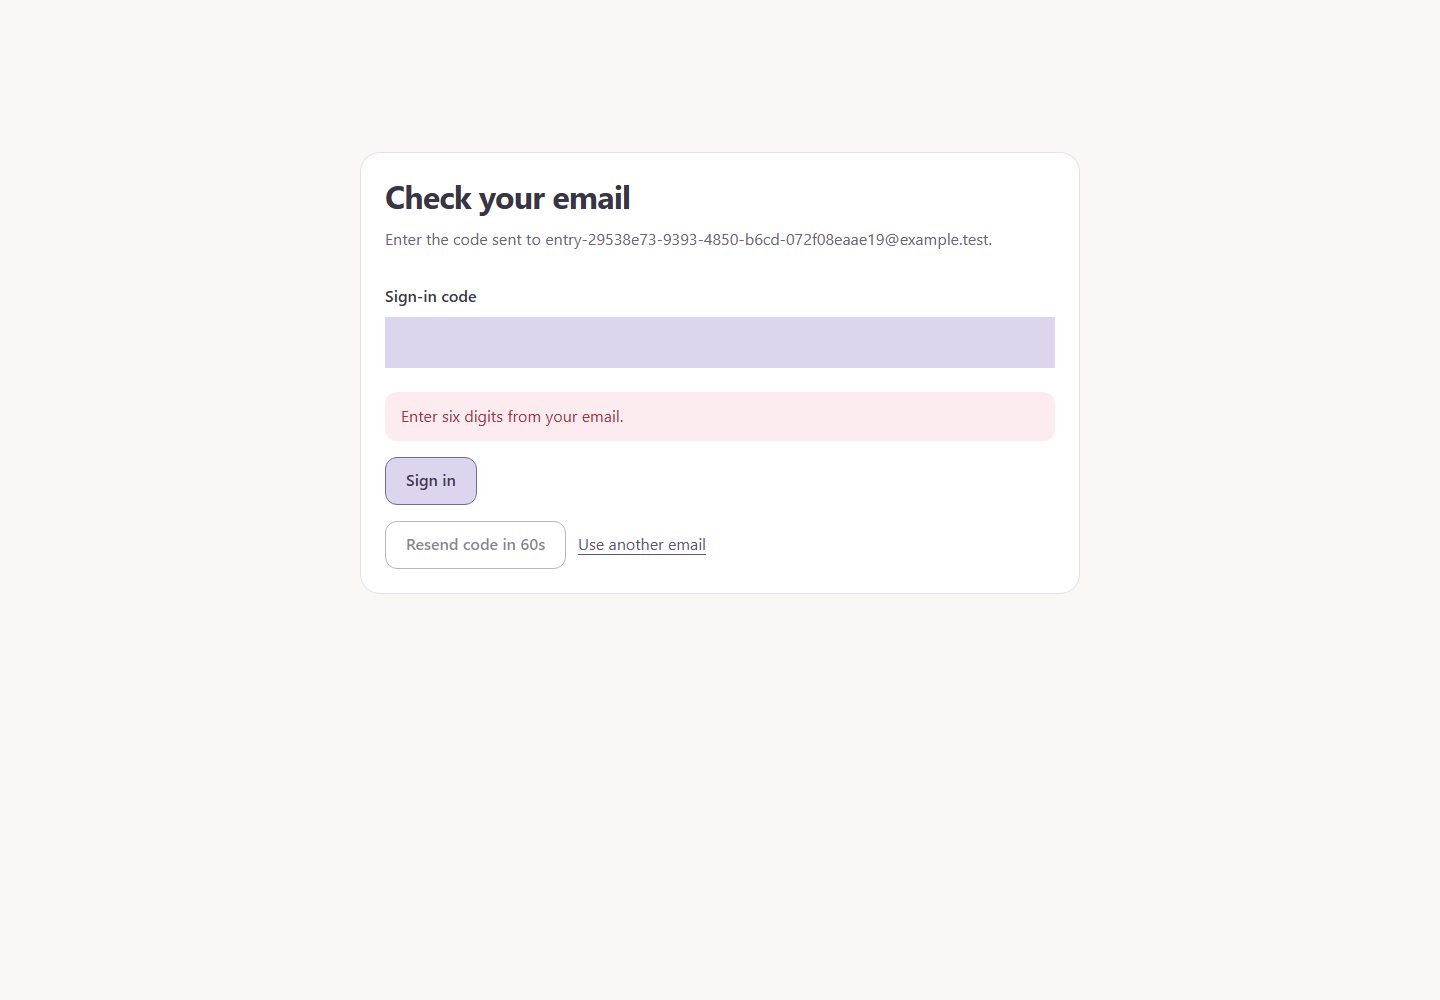 Check your email
Enter the code sent to entry-29538e73-9393-4850-b6cd-072f08eaae19@example.test.
Sign-in code
Enter six digits from your email.
Sign in
Resend code in 60s
Use another email